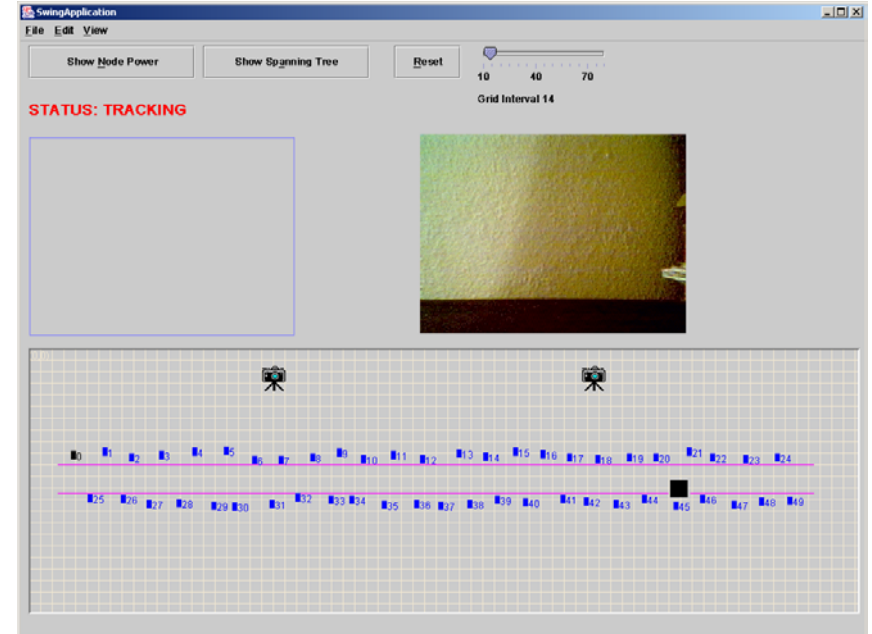 SwingApplication
File Edit View
Show Node Power Show Spanning Tree Reset
10 40 70
Grid Interval 14
STATUS: TRACKING
0 1 2 3 4 5 6 7 8 9 10 11 12 13 14 15 16 17 18 19 20 21 22 23 24
25 26 27 28 29 30 31 32 33 34 35 36 37 38 39 40 41 42 43 44 45 46 47 48 49